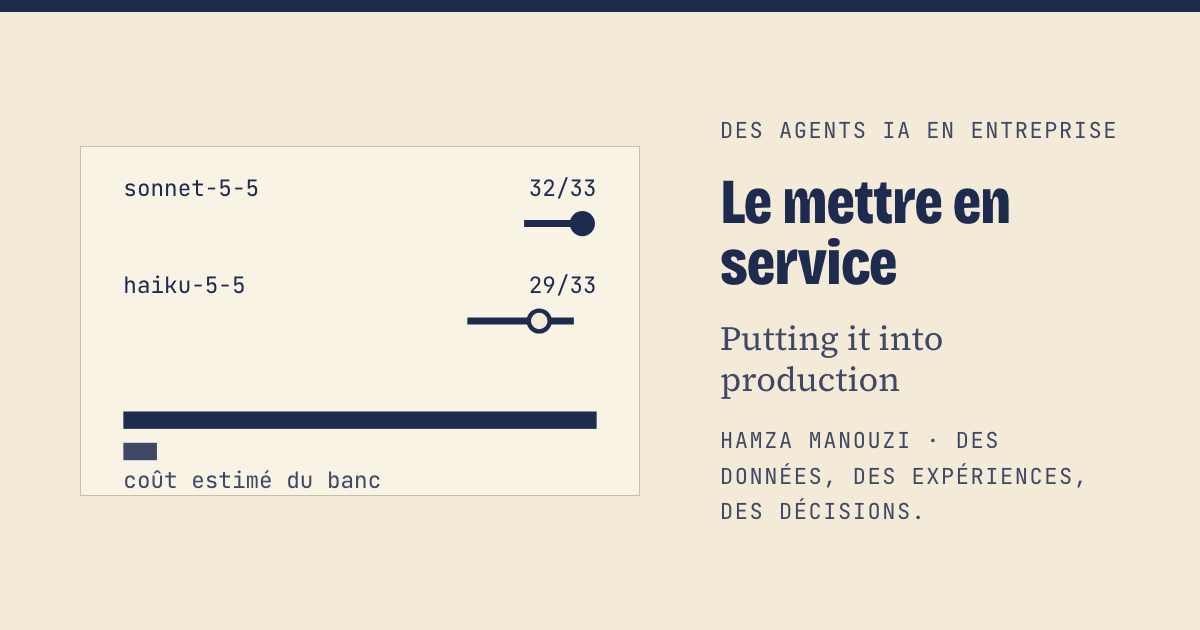 sonnet-5-5
32/33
haiku-5-5
29/33
coût estimé du banc
DES AGENTS IA EN ENTREPRISE
Le mettre en
service
Putting it into
production
HAMZA MANOUZI · DES
DONNÉES, DES EXPÉRIENCES,
DES DÉCISIONS.